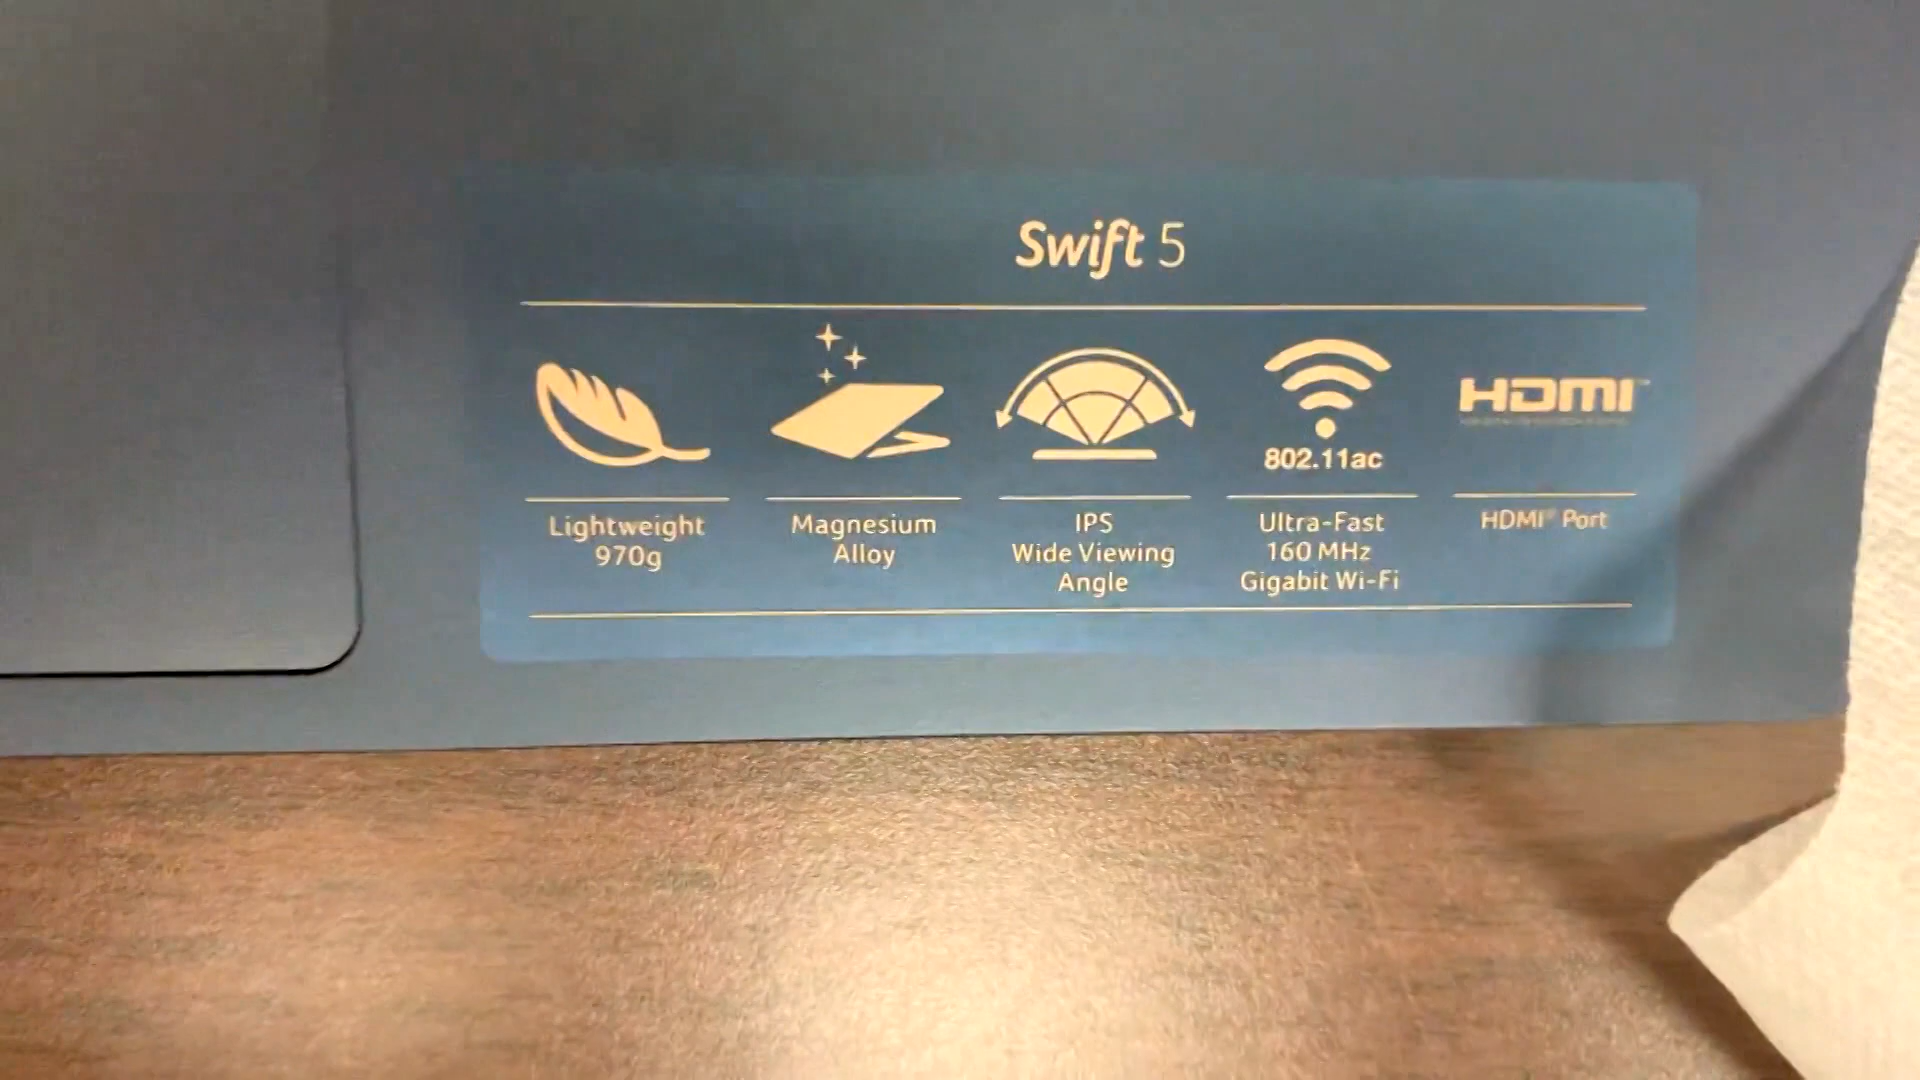 Swift 5
802.11ac
HDMI™
Lightweight
970g
Magnesium
Alloy
IPS
Wide Viewing
Angle
Ultra-Fast
160 MHz
Gigabit Wi-Fi
HDMI® Port